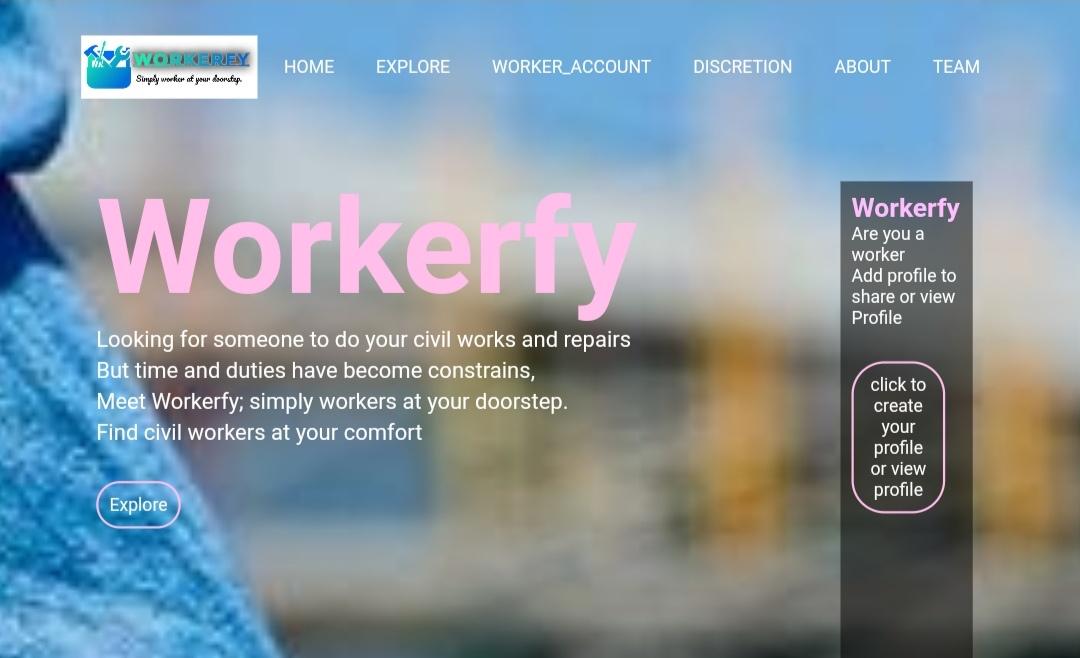 WORKERFY
Simply worker at your doorstep.
HOME EXPLORE WORKER_ACCOUNT DISCRETION ABOUT TEAM
Workerfy
Looking for someone to do your civil works and repairs
But time and duties have become constrains,
Meet Workerfy; simply workers at your doorstep.
Find civil workers at your comfort
Explore
Workerfy
Are you a
worker
Add profile to
share or view
Profile
click to
create
your
profile
or view
profile